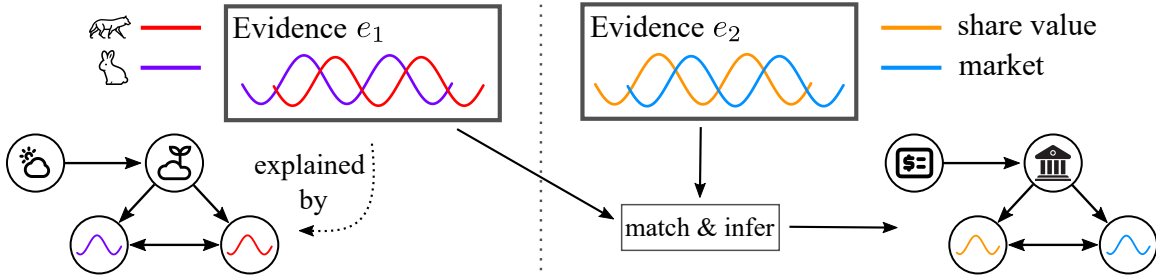 Evidence e₁
explained
by
Evidence e₂
share value
market
match & infer
$